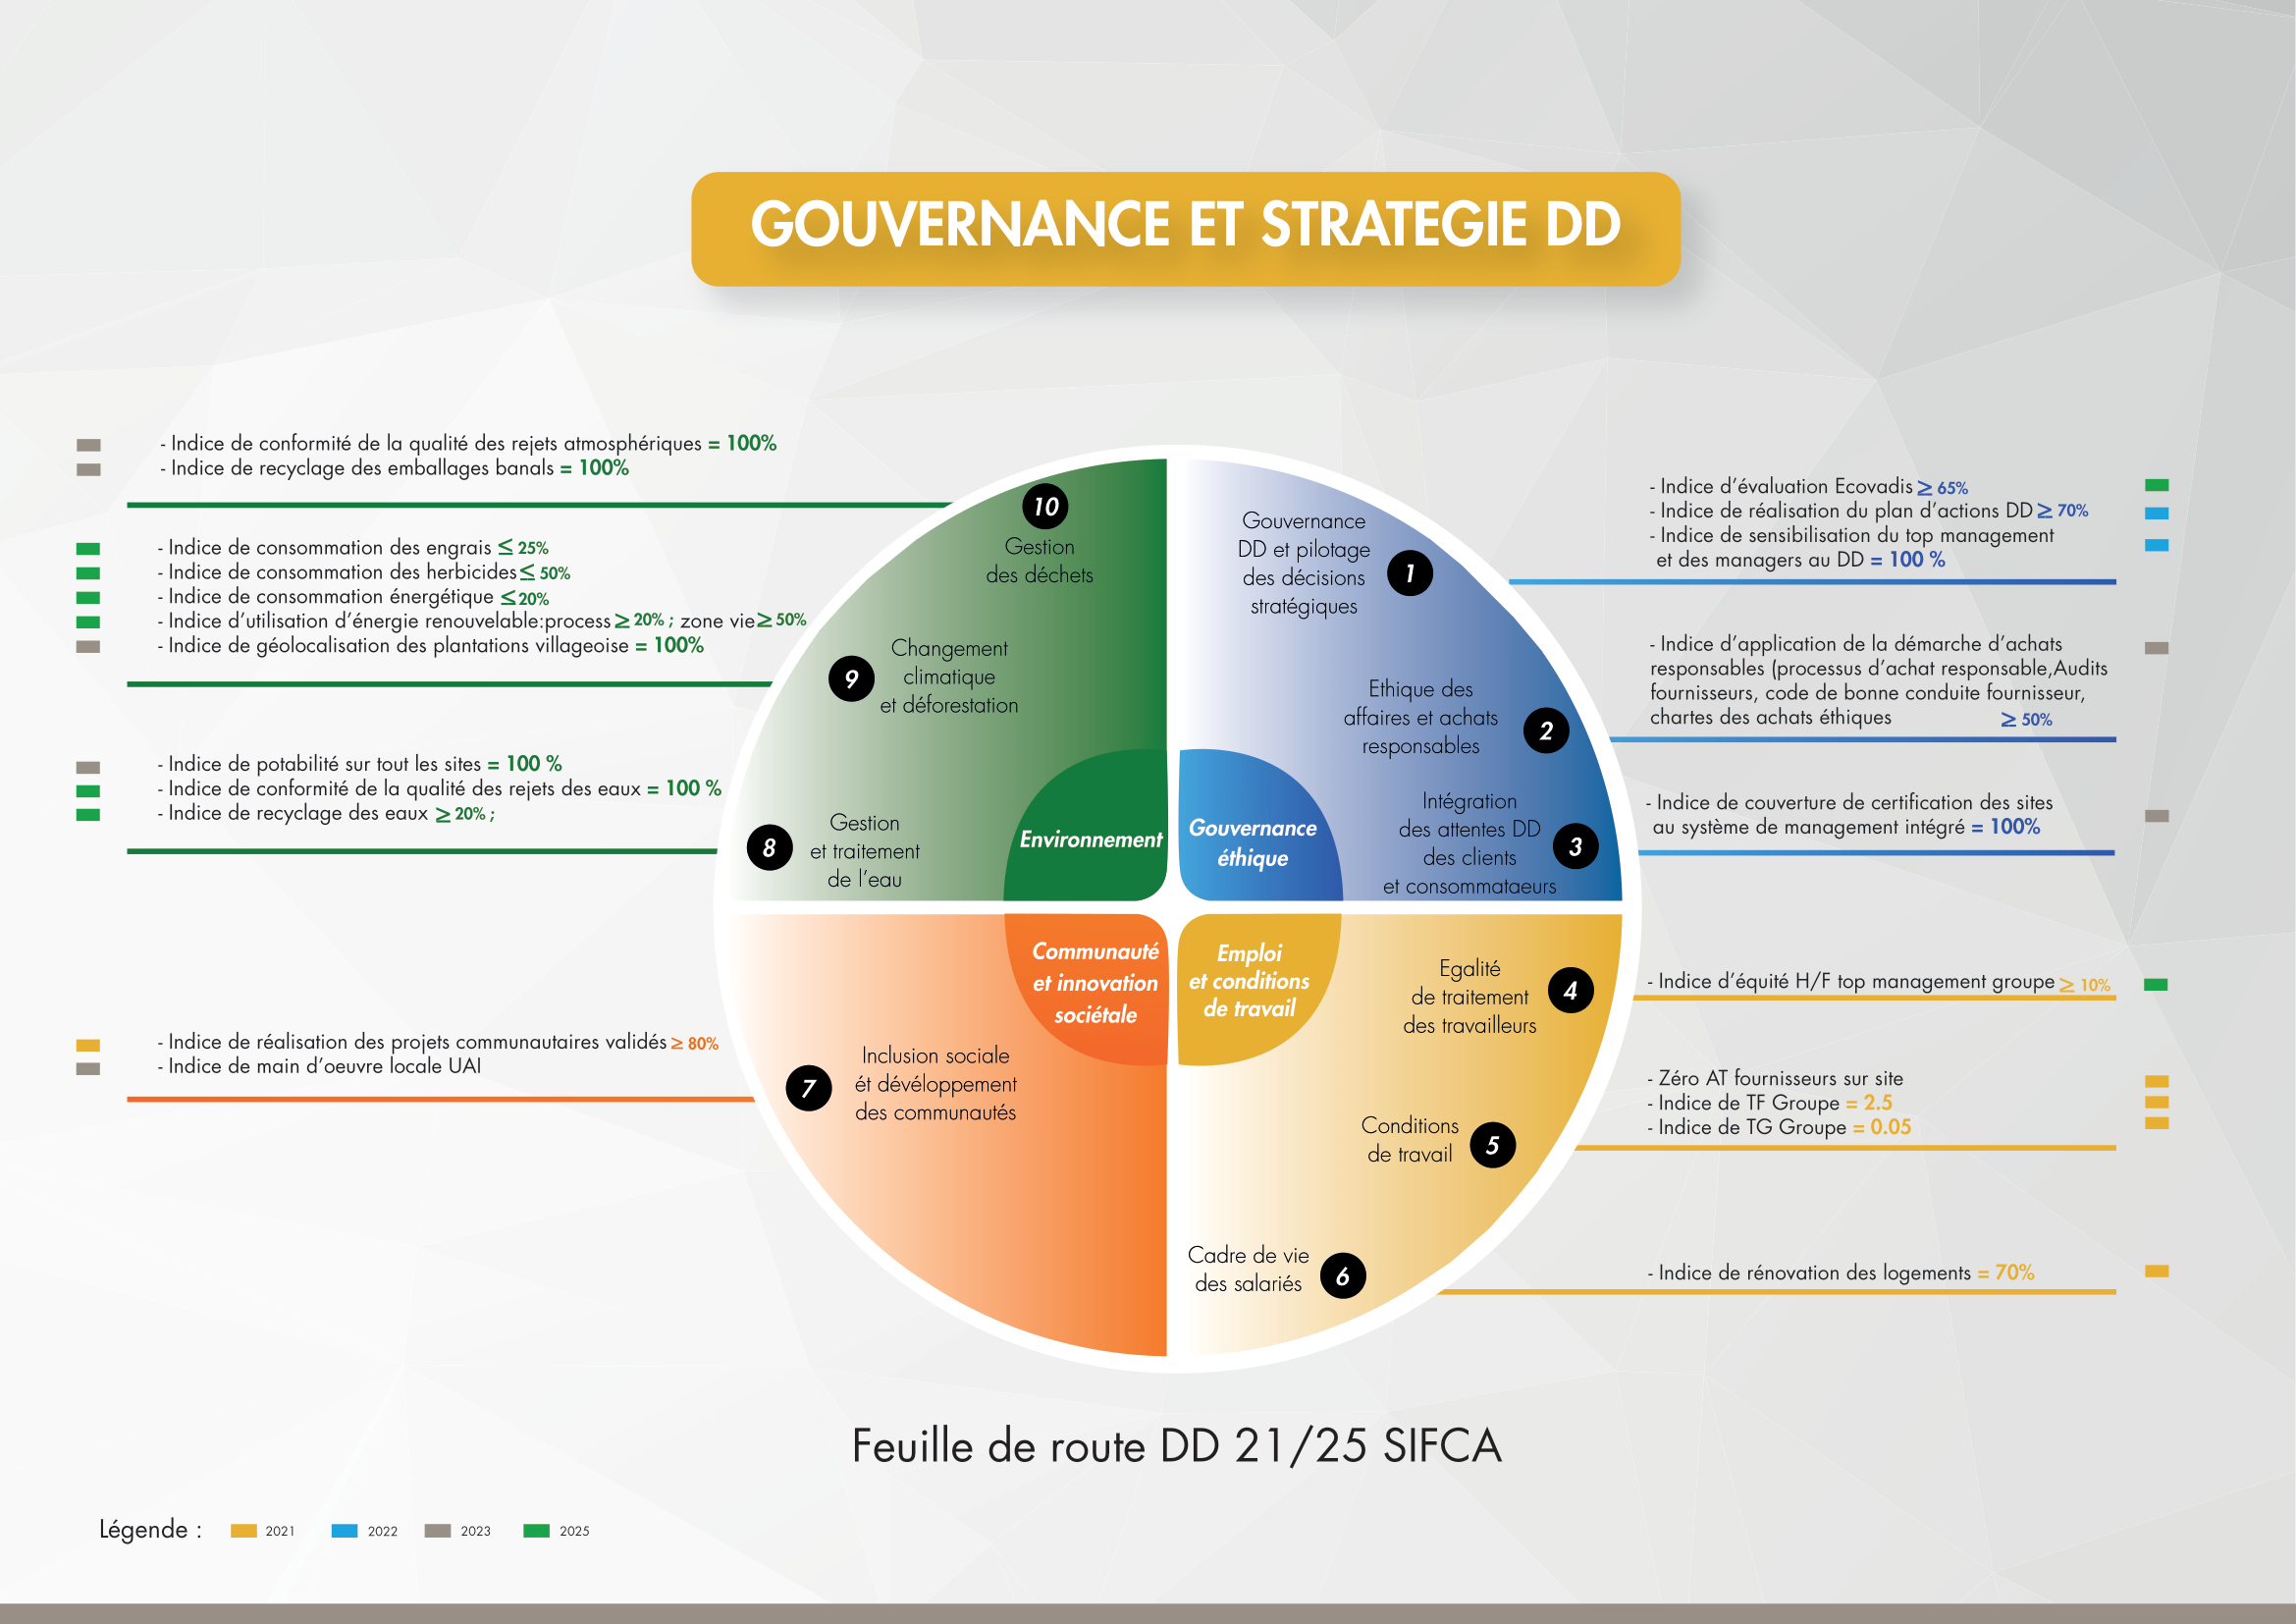 GOUVERNANCE ET STRATEGIE DD
- Indice de conformité de la qualité des rejets atmosphériques = 100%
- Indice de recyclage des emballages banals = 100%
- Indice de consommation des engrais ≤ 25%
- Indice de consommation des herbicides ≤ 50%
- Indice de consommation énergétique ≤ 20%
- Indice d'utilisation d'énergie renouvelable:process ≥ 20% ; zone vie ≥ 50%
- Indice de géolocalisation des plantations villageoise = 100%
- Indice de potabilité sur tout les sites = 100 %
- Indice de conformité de la qualité des rejets des eaux = 100 %
- Indice de recyclage des eaux ≥ 20% ;
- Indice de réalisation des projets communautaires validés ≥ 80%
- Indice de main d'oeuvre locale UAI
10
Gestion
des déchets
9
Changement
climatique
et déforestation
8
Gestion
et traitement
de l'eau
Environnement
Gouvernance
DD et pilotage
des décisions
stratégiques
1
Ethique des
affaires et achats
responsables
2
Intégration
des attentes DD
des clients
et consommataeurs
3
Gouvernance
éthique
Communauté
et innovation
sociétale
7
Inclusion sociale
ét dévéloppement
des communautés
Emploi
et conditions
de travail
Egalité
de traitement
des travailleurs
4
Conditions
de travail
5
Cadre de vie
des salariés
6
- Indice d'évaluation Ecovadis ≥ 65%
- Indice de réalisation du plan d'actions DD ≥ 70%
- Indice de sensibilisation du top management
et des managers au DD = 100 %
- Indice d'application de la démarche d'achats
responsables (processus d'achat responsable,Audits
fournisseurs, code de bonne conduite fournisseur,
chartes des achats éthiques ≥ 50%
- Indice de couverture de certification des sites
au système de management intégré = 100%
- Indice d'équité H/F top management groupe ≥ 10%
- Zéro AT fournisseurs sur site
- Indice de TF Groupe = 2.5
- Indice de TG Groupe = 0.05
- Indice de rénovation des logements = 70%
Feuille de route DD 21/25 SIFCA
Légende : 2021 2022 2023 2025